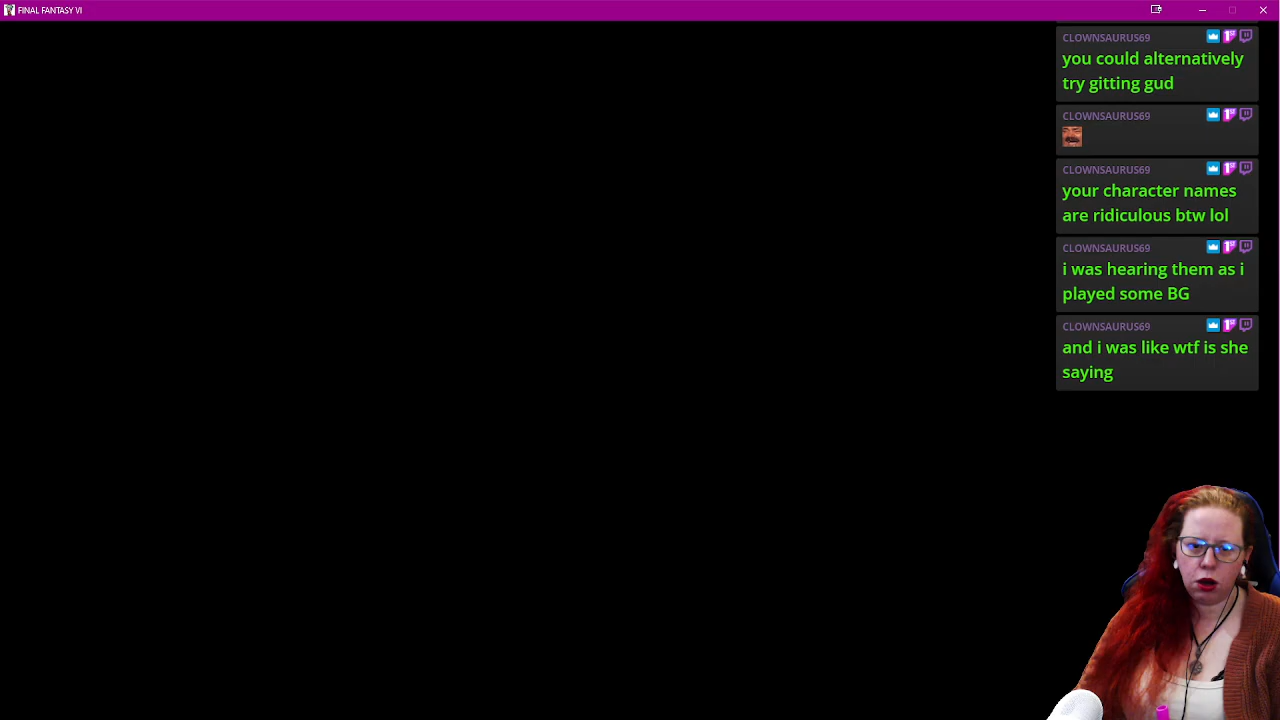 FINAL FANTASY VI
CLOWNSAURUS69
you could alternatively
try gitting gud
CLOWNSAURUS69
CLOWNSAURUS69
your character names
are ridiculous btw lol
CLOWNSAURUS69
i was hearing them as i
played some BG
CLOWNSAURUS69
and i was like wtf is she
saying